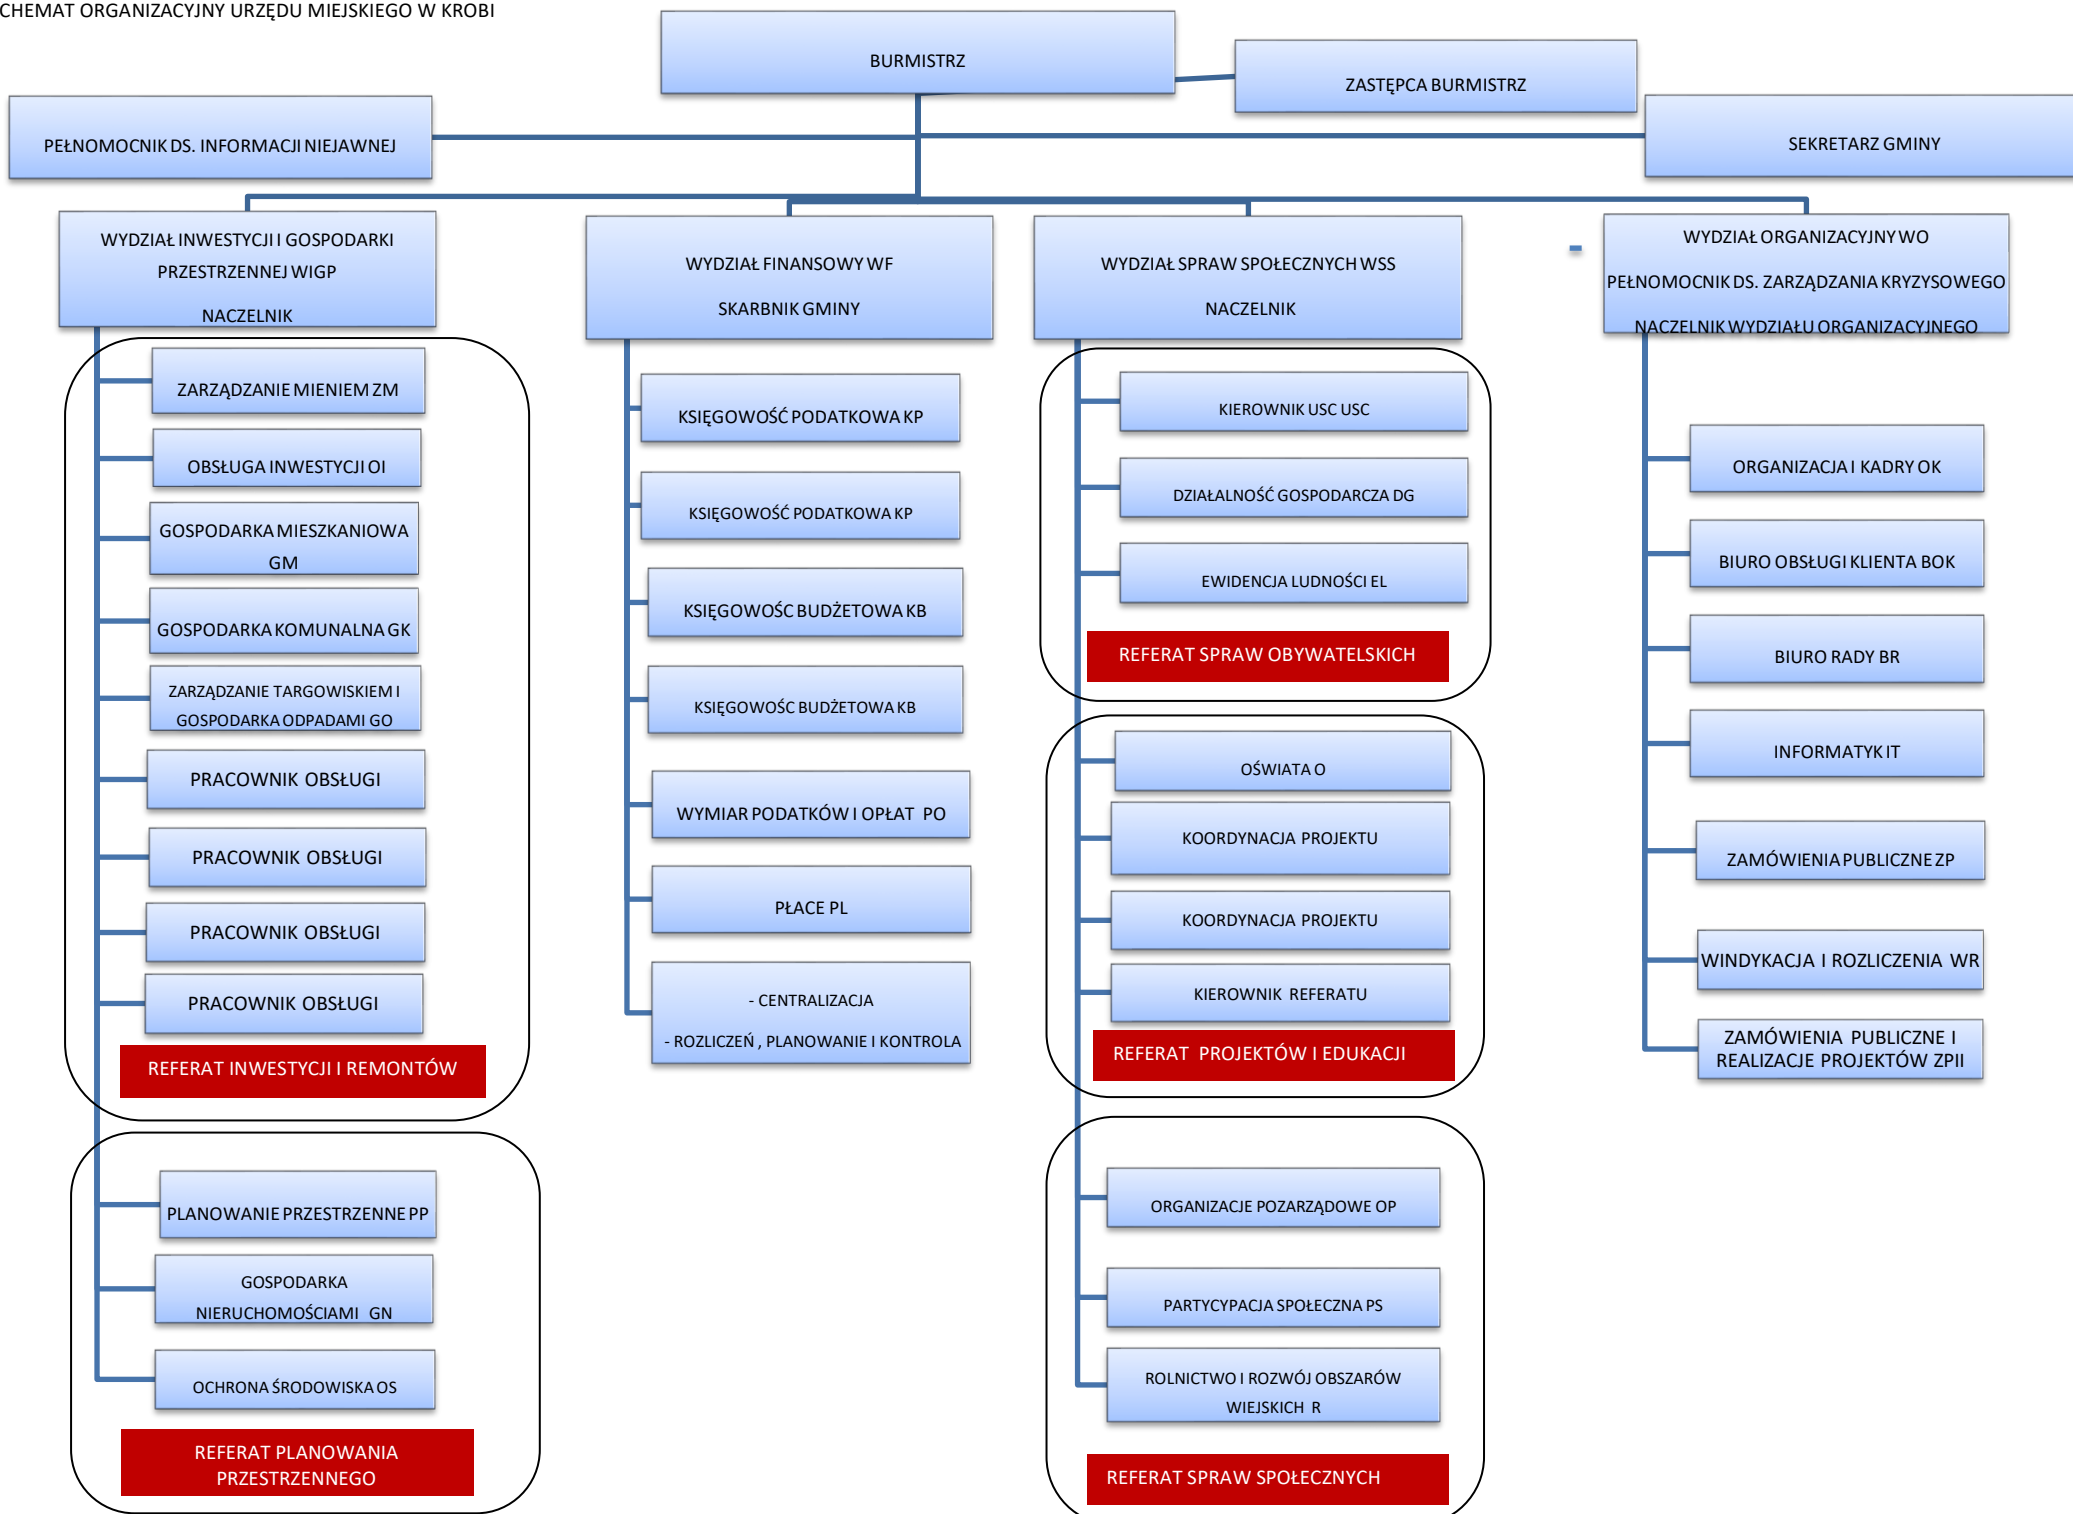 CHEMAT ORGANIZACYJNY URZĘDU MIEJSKIEGO W KROBI
BURMISTRZ
ZASTĘPCA BURMISTRZ
PEŁNOMOCNIK DS. INFORMACJI NIEJAWNEJ
SEKRETARZ GMINY
WYDZIAŁ INWESTYCJI I GOSPODARKI
PRZESTRZENNEJ WIGP
NACZELNIK
ZARZĄDZANIE MIENIEM ZM
OBSŁUGA INWESTYCJI OI
GOSPODARKA MIESZKANIOWA
GM
GOSPODARKA KOMUNALNA GK
ZARZĄDZANIE TARGOWISKIEM I
GOSPODARKA ODPADAMI GO
PRACOWNIK OBSŁUGI
PRACOWNIK OBSŁUGI
PRACOWNIK OBSŁUGI
PRACOWNIK OBSŁUGI
REFERAT INWESTYCJI I REMONTÓW
PLANOWANIE PRZESTRZENNE PP
GOSPODARKA
NIERUCHOMOŚCIAMI GN
OCHRONA ŚRODOWISKA OS
REFERAT PLANOWANIA
PRZESTRZENNEGO
WYDZIAŁ FINANSOWY WF
SKARBNIK GMINY
KSIĘGOWOŚĆ PODATKOWA KP
KSIĘGOWOŚĆ PODATKOWA KP
KSIĘGOWOŚC BUDŻETOWA KB
KSIĘGOWOŚC BUDŻETOWA KB
WYMIAR PODATKÓW I OPŁAT PO
PŁACE PL
- CENTRALIZACJA
- ROZLICZEŃ , PLANOWANIE I KONTROLA
WYDZIAŁ SPRAW SPOŁECZNYCH WSS
NACZELNIK
KIEROWNIK USC USC
DZIAŁALNOŚĆ GOSPODARCZA DG
EWIDENCJA LUDNOŚCI EL
REFERAT SPRAW OBYWATELSKICH
OŚWIATA O
KOORDYNACJA PROJEKTU
KOORDYNACJA PROJEKTU
KIEROWNIK REFERATU
REFERAT PROJEKTÓW I EDUKACJI
ORGANIZACJE POZARZĄDOWE OP
PARTYCYPACJA SPOŁECZNA PS
ROLNICTWO I ROZWÓJ OBSZARÓW
WIEJSKICH R
REFERAT SPRAW SPOŁECZNYCH
-
WYDZIAŁ ORGANIZACYJNY WO
PEŁNOMOCNIK DS. ZARZĄDZANIA KRYZYSOWEGO
NACZELNIK WYDZIAŁU ORGANIZACYJNEGO
ORGANIZACJA I KADRY OK
BIURO OBSŁUGI KLIENTA BOK
BIURO RADY BR
INFORMATYK IT
ZAMÓWIENIA PUBLICZNE ZP
WINDYKACJA I ROZLICZENIA WR
ZAMÓWIENIA PUBLICZNE I
REALIZACJE PROJEKTÓW ZPII